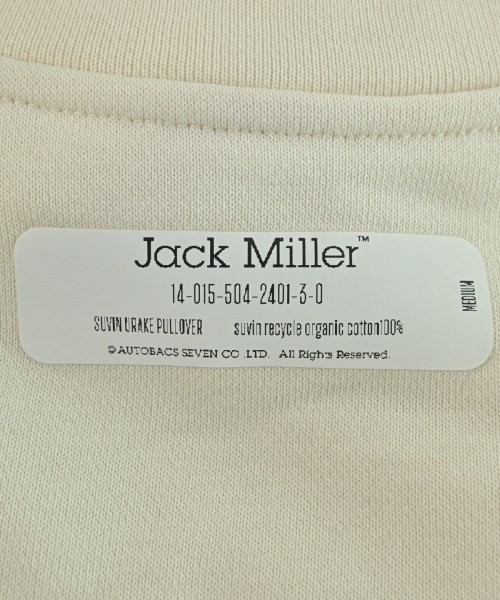 Jack Miller™
14-015-504-2401-3-0
MEDIUM
SUVIN URAKE PULLOVER suvin recycle organic cotton100%
©AUTOBACS SEVEN CO .LTD. All Rights Reserved.